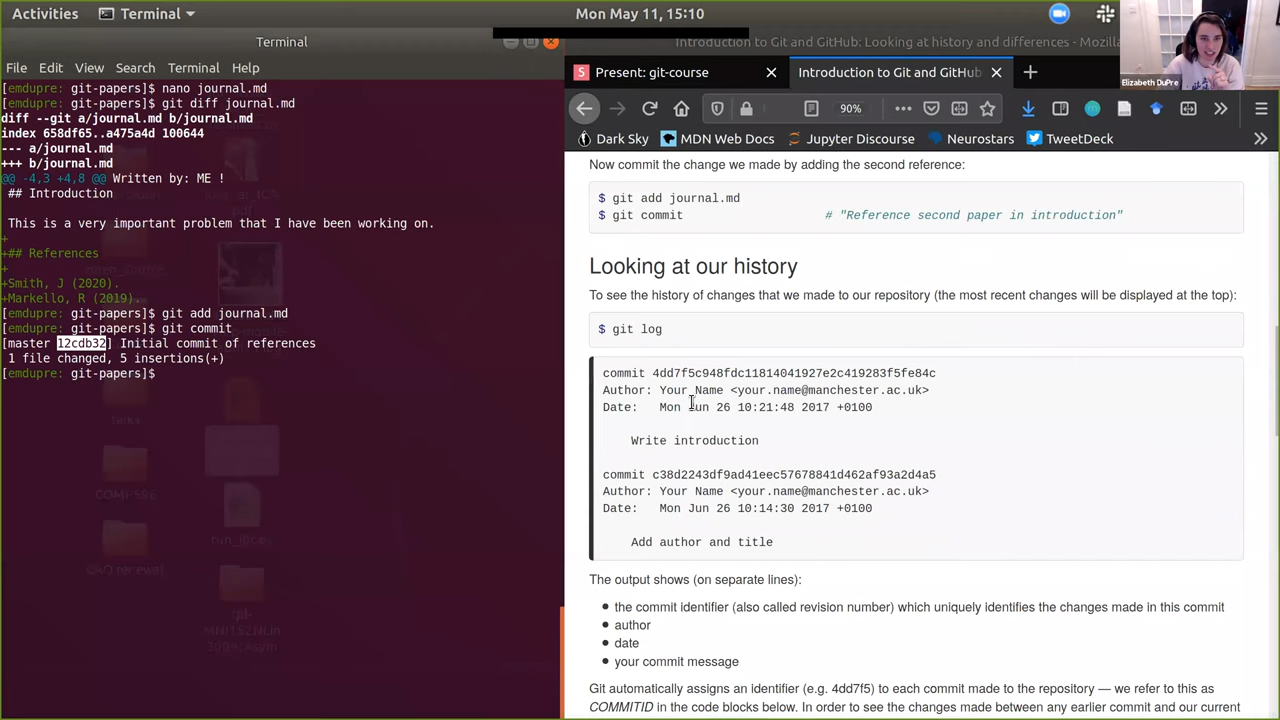 Activities Terminal Mon May 11, 15:10
Terminal
File Edit View Search Terminal Help
[emdupre: git-papers]$ nano journal.md
[emdupre: git-papers]$ git diff journal.md
diff --git a/journal.md b/journal.md
index 658df65..a475a4d 100644
--- a/journal.md
+++ b/journal.md
@@ -4,3 +4,8 @@ Written by: ME !
## Introduction
This is a very important problem that I have been working on.
+
+## References
+
+Smith, J (2020).
+Markello, R (2019).
[emdupre: git-papers]$ git add journal.md
[emdupre: git-papers]$ git commit
[master 12cdb32] Initial commit of references
1 file changed, 5 insertions(+)
[emdupre: git-papers]$
Introduction to Git and GitHub: Looking at history and differences - Mozilla
Present: git-course
Introduction to Git and GitHub
Elizabeth DuPre
90%
Dark Sky MDN Web Docs Jupyter Discourse Neurostars TweetDeck
Now commit the change we made by adding the second reference:
$ git add journal.md
$ git commit # "Reference second paper in introduction"
Looking at our history
To see the history of changes that we made to our repository (the most recent changes will be displayed at the top):
$ git log
commit 4dd7f5c948fdc11814041927e2c419283f5fe84c
Author: Your Name <your.name@manchester.ac.uk>
Date: Mon Jun 26 10:21:48 2017 +0100
Write introduction
commit c38d2243df9ad41eec57678841d462af93a2d4a5
Author: Your Name <your.name@manchester.ac.uk>
Date: Mon Jun 26 10:14:30 2017 +0100
Add author and title
The output shows (on separate lines):
the commit identifier (also called revision number) which uniquely identifies the changes made in this commit
author
date
your commit message
Git automatically assigns an identifier (e.g. 4dd7f5) to each commit made to the repository — we refer to this as
COMMITID in the code blocks below. In order to see the changes made between any earlier commit and our current